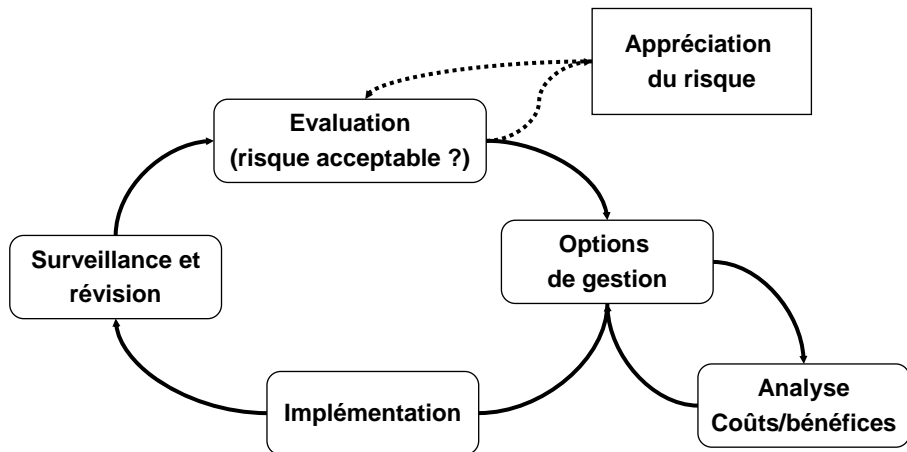 Appréciation
du risque
Evaluation
(risque acceptable ?)
Options
de gestion
Surveillance et
révision
Analyse
Coûts/bénéfices
Implémentation